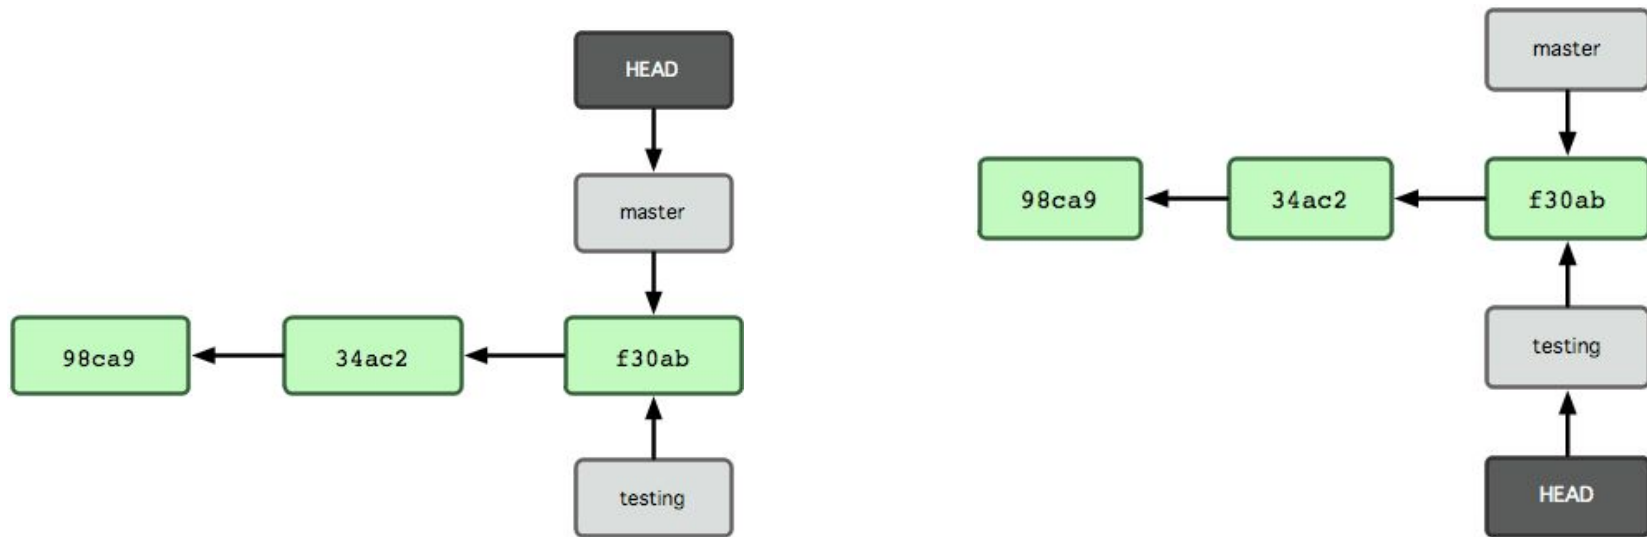 HEAD
master
98ca9
34ac2
f30ab
testing
master
98ca9
34ac2
f30ab
testing
HEAD